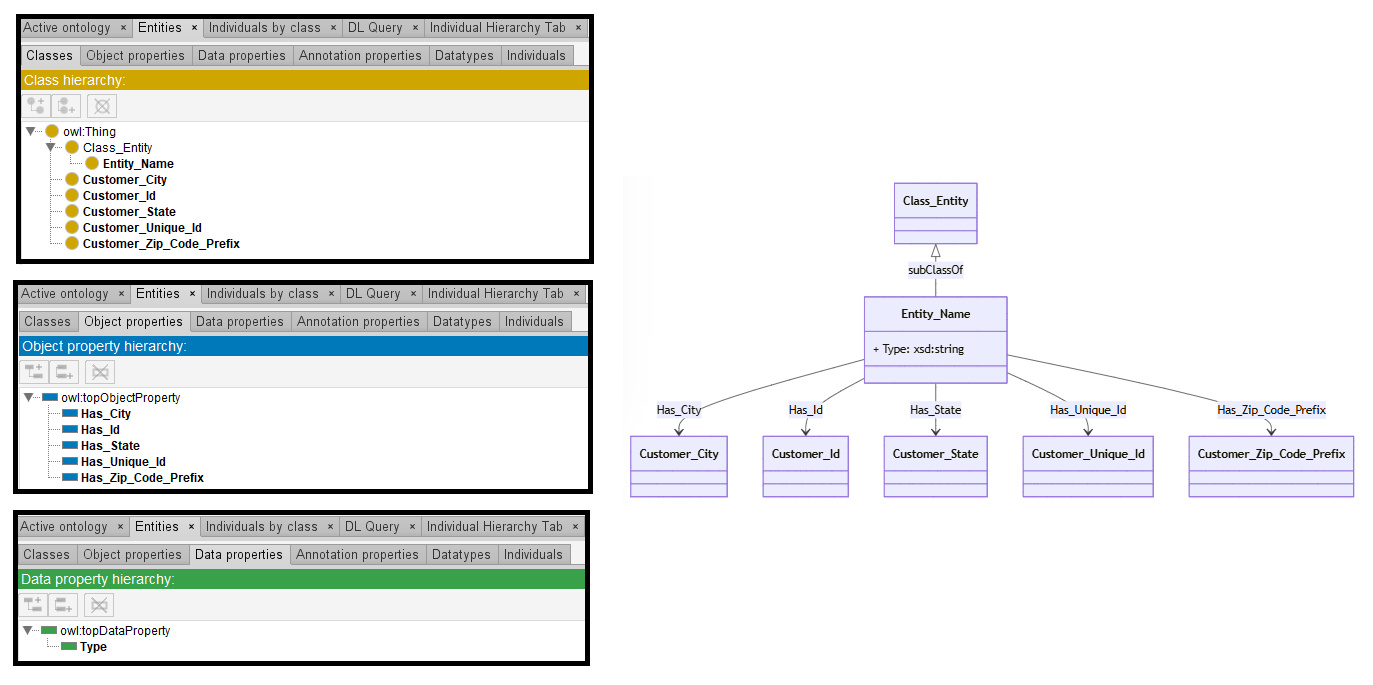 Active ontology × Entities × Individuals by class × DL Query × Individual Hierarchy Tab ×
Classes Object properties Data properties Annotation properties Datatypes Individuals
Class hierarchy:
owl:Thing
Class_Entity
Entity_Name
Customer_City
Customer_Id
Customer_State
Customer_Unique_Id
Customer_Zip_Code_Prefix
Active ontology × Entities × Individuals by class × DL Query × Individual Hierarchy Tab ×
Classes Object properties Data properties Annotation properties Datatypes Individuals
Object property hierarchy:
owl:topObjectProperty
Has_City
Has_Id
Has_State
Has_Unique_Id
Has_Zip_Code_Prefix
Active ontology × Entities × Individuals by class × DL Query × Individual Hierarchy Tab ×
Classes Object properties Data properties Annotation properties Datatypes Individuals
Data property hierarchy:
owl:topDataProperty
Type
Class_Entity
subClassOf
Entity_Name
+ Type: xsd:string
Has_City Has_Id Has_State Has_Unique_Id Has_Zip_Code_Prefix
Customer_City Customer_Id Customer_State Customer_Unique_Id Customer_Zip_Code_Prefix